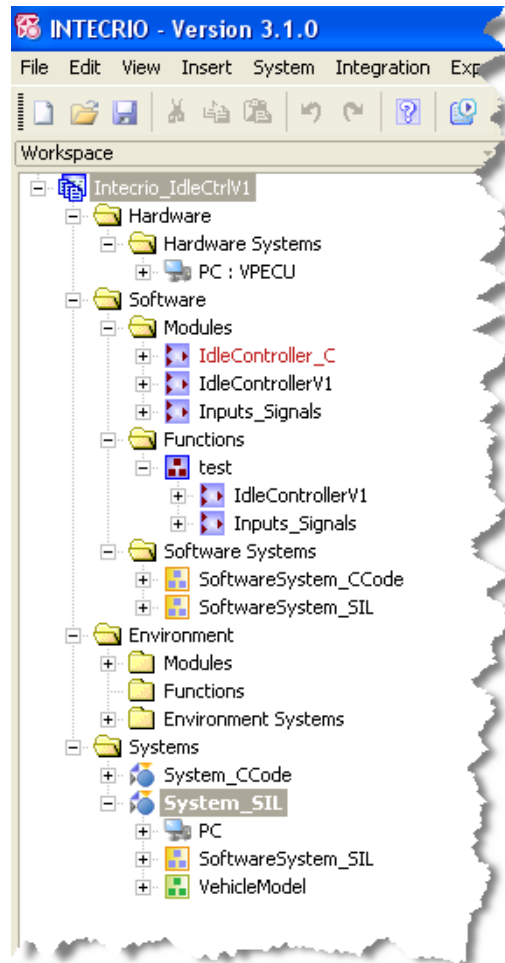 INTECRIO - Version 3.1.0
File Edit View Insert System Integration Exp
Workspace
Intecrio_IdleCtrlV1
Hardware
Hardware Systems
PC : VPECU
Software
Modules
IdleController_C
IdleControllerV1
Inputs_Signals
Functions
test
IdleControllerV1
Inputs_Signals
Software Systems
SoftwareSystem_CCode
SoftwareSystem_SIL
Environment
Modules
Functions
Environment Systems
Systems
System_CCode
System_SIL
PC
SoftwareSystem_SIL
VehicleModel